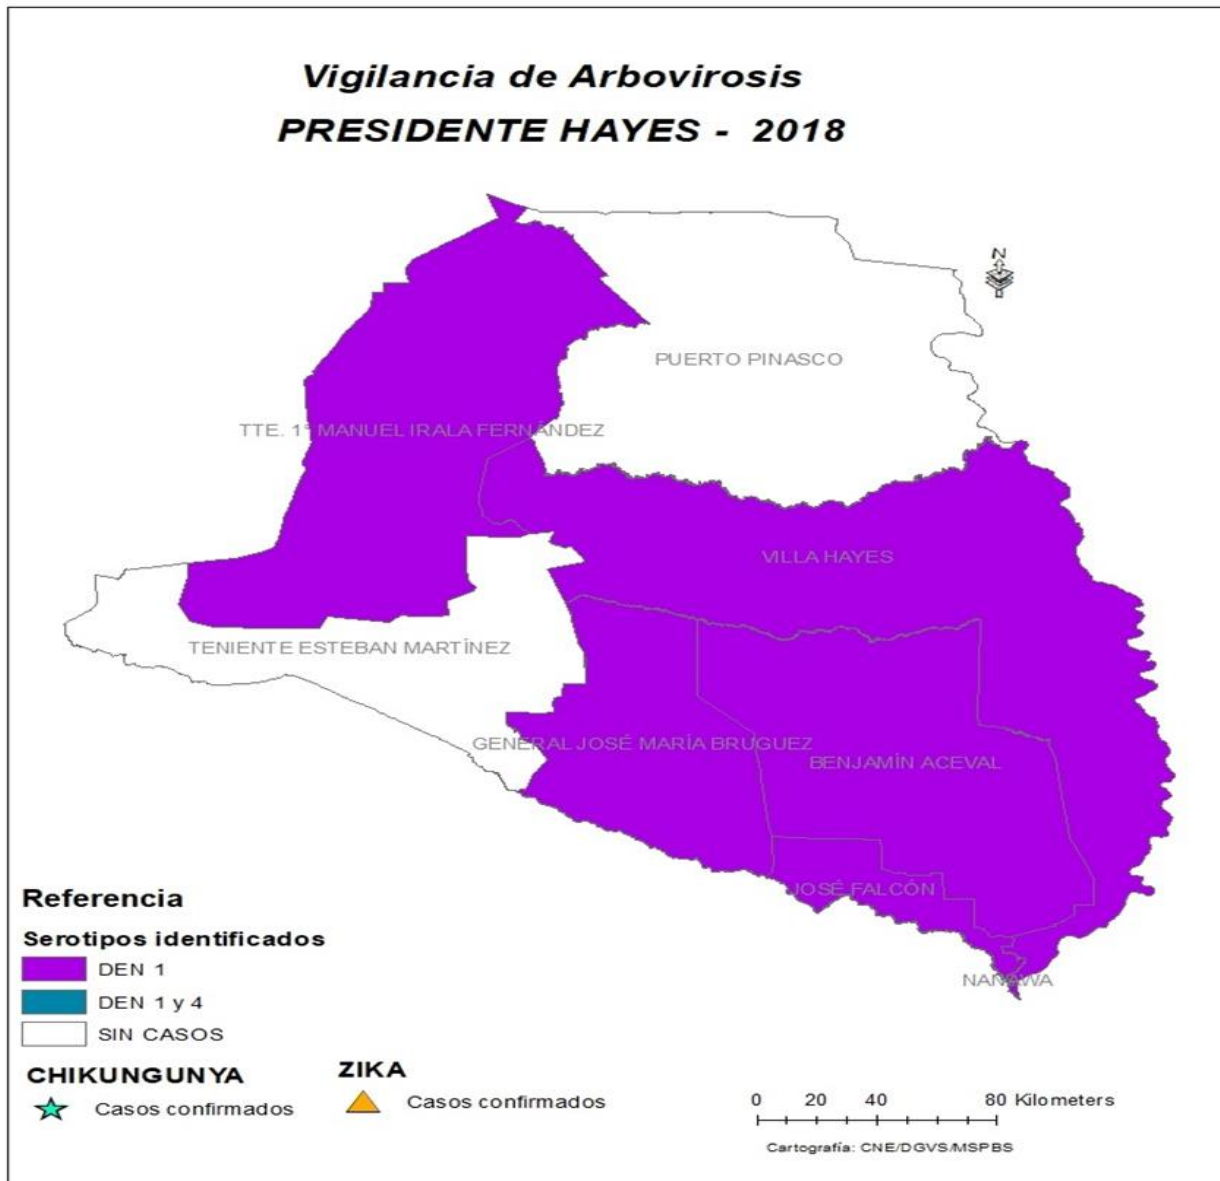 Vigilancia de Arbovirosis
PRESIDENTE HAYES - 2018
N
PUERTO PINASCO
TTE. 1° MANUEL IRALA FERNÁNDEZ
VILLA HAYES
TENIENTE ESTEBAN MARTÍNEZ
GENERAL JOSÉ MARÍA BRUGUEZ
BENJAMÍN ACEVAL
JOSÉ FALCÓN
NANAWA
Referencia
Serotipos identificados
DEN 1
DEN 1 y 4
SIN CASOS
CHIKUNGUNYA
Casos confirmados
ZIKA
Casos confirmados
0 20 40 80 Kilometers
Cartografía: CNE/DGVS/MSPBS